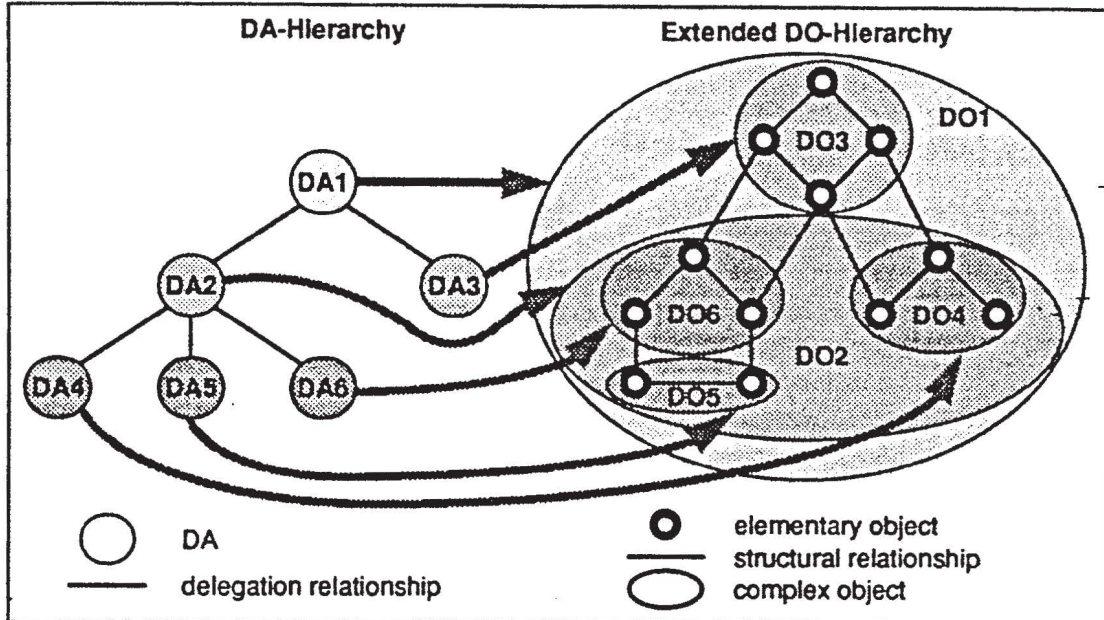 DA-Hierarchy
Extended DO-Hierarchy
DO1
DO3
DA1
DA2
DA3
DO6
DO4
DO2
DA4
DA5
DA6
DO5
DA
delegation relationship
elementary object
structural relationship
complex object